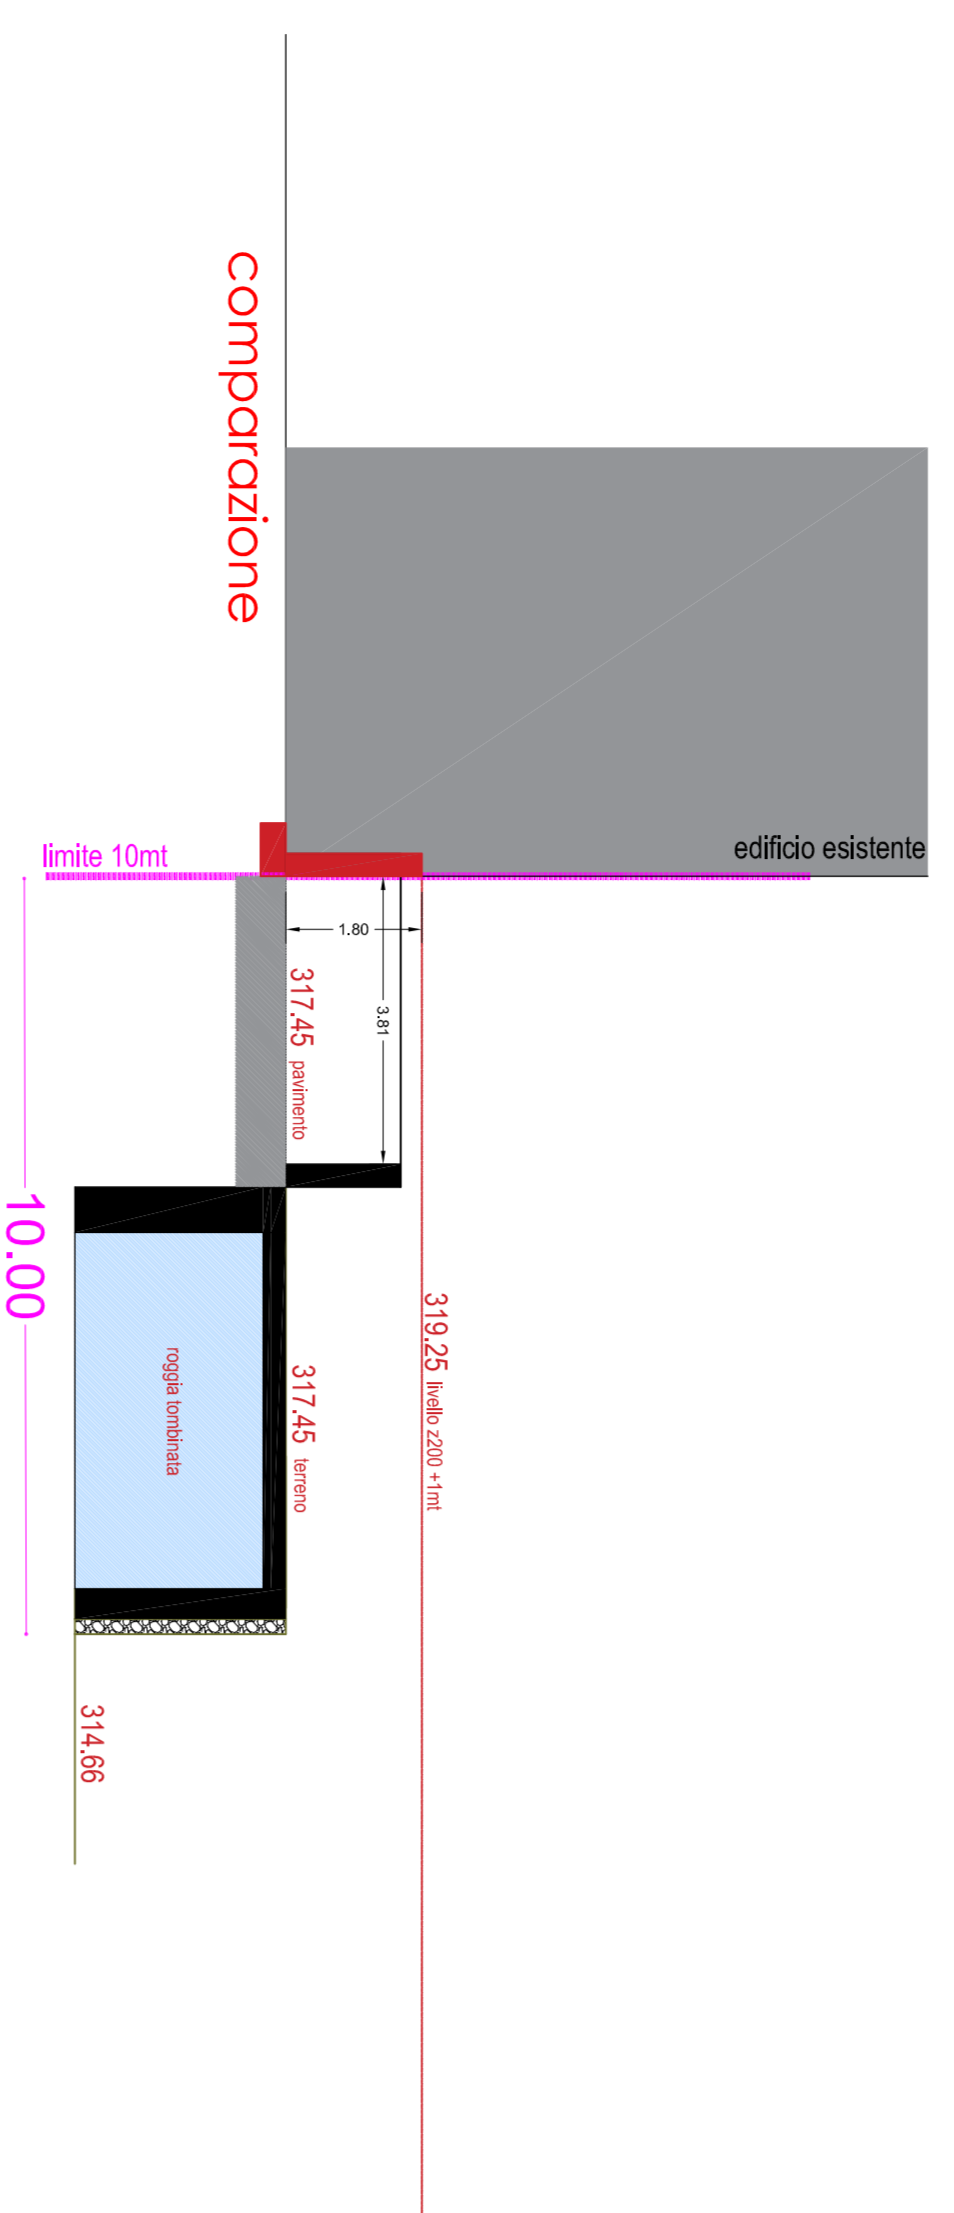 comparazione
edificio esistente
limite 10mt
1.80
3.81
317.45 pavimento
10.00
319.25 livello z200 +1mt
317.45 terreno
roggia tombinata
314.66